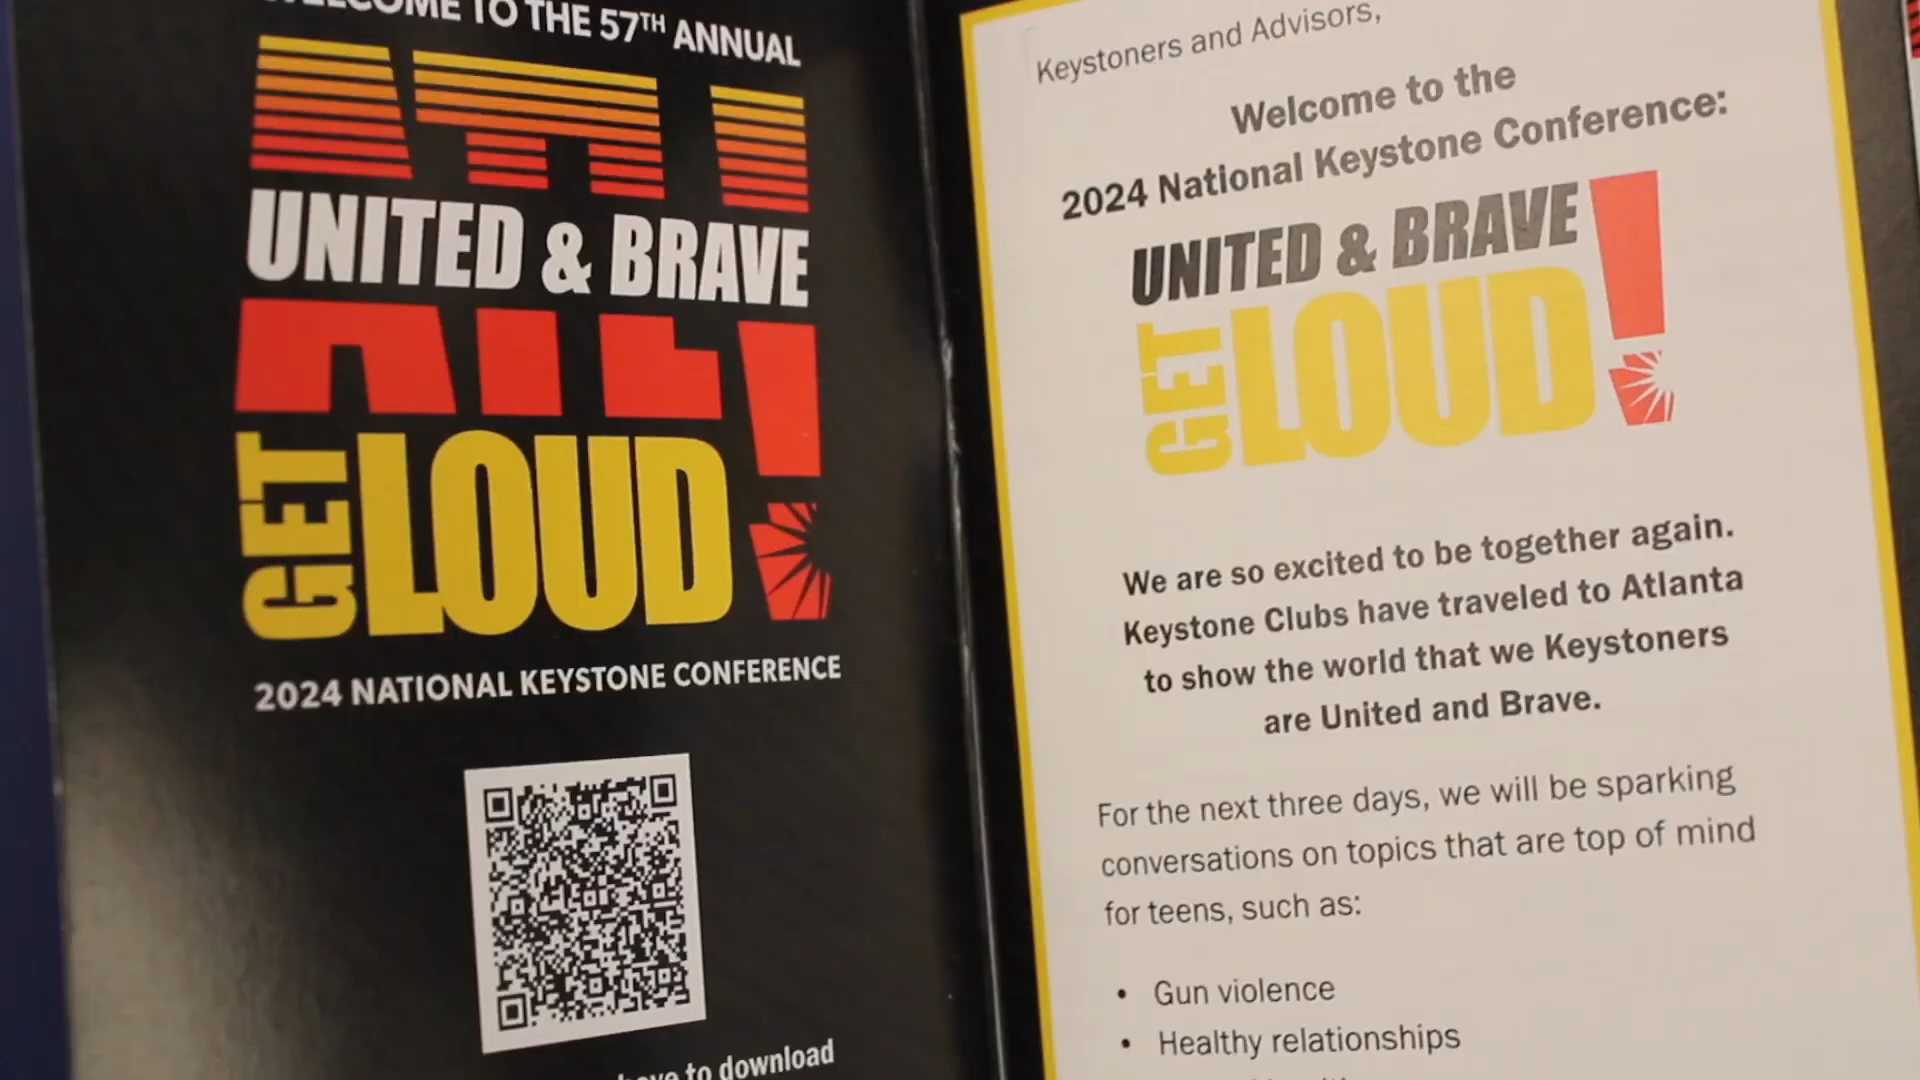 WELCOME TO THE 57TH ANNUAL
ATL
UNITED & BRAVE
GET LOUD!
2024 NATIONAL KEYSTONE CONFERENCE
to download
Keystoners and Advisors,
Welcome to the
2024 National Keystone Conference:
UNITED & BRAVE
GET LOUD!
We are so excited to be together again.
Keystone Clubs have traveled to Atlanta
to show the world that we Keystoners
are United and Brave.
For the next three days, we will be sparking
conversations on topics that are top of mind
for teens, such as:
• Gun violence
• Healthy relationships